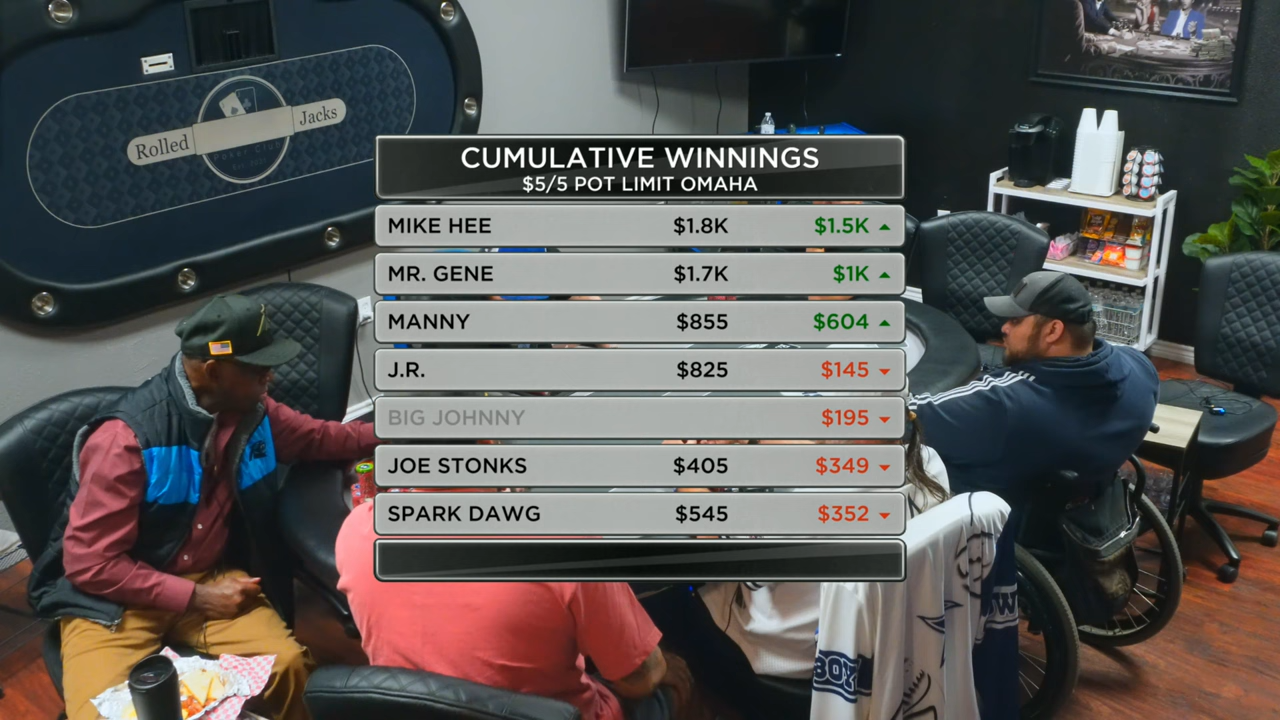 Rolled Jacks
CUMULATIVE WINNINGS
$5/5 POT LIMIT OMAHA
MIKE HEE $1.8K $1.5K
MR. GENE $1.7K $1K
MANNY $855 $604
J.R. $825 $145
BIG JOHNNY $195
JOE STONKS $405 $349
SPARK DAWG $545 $352